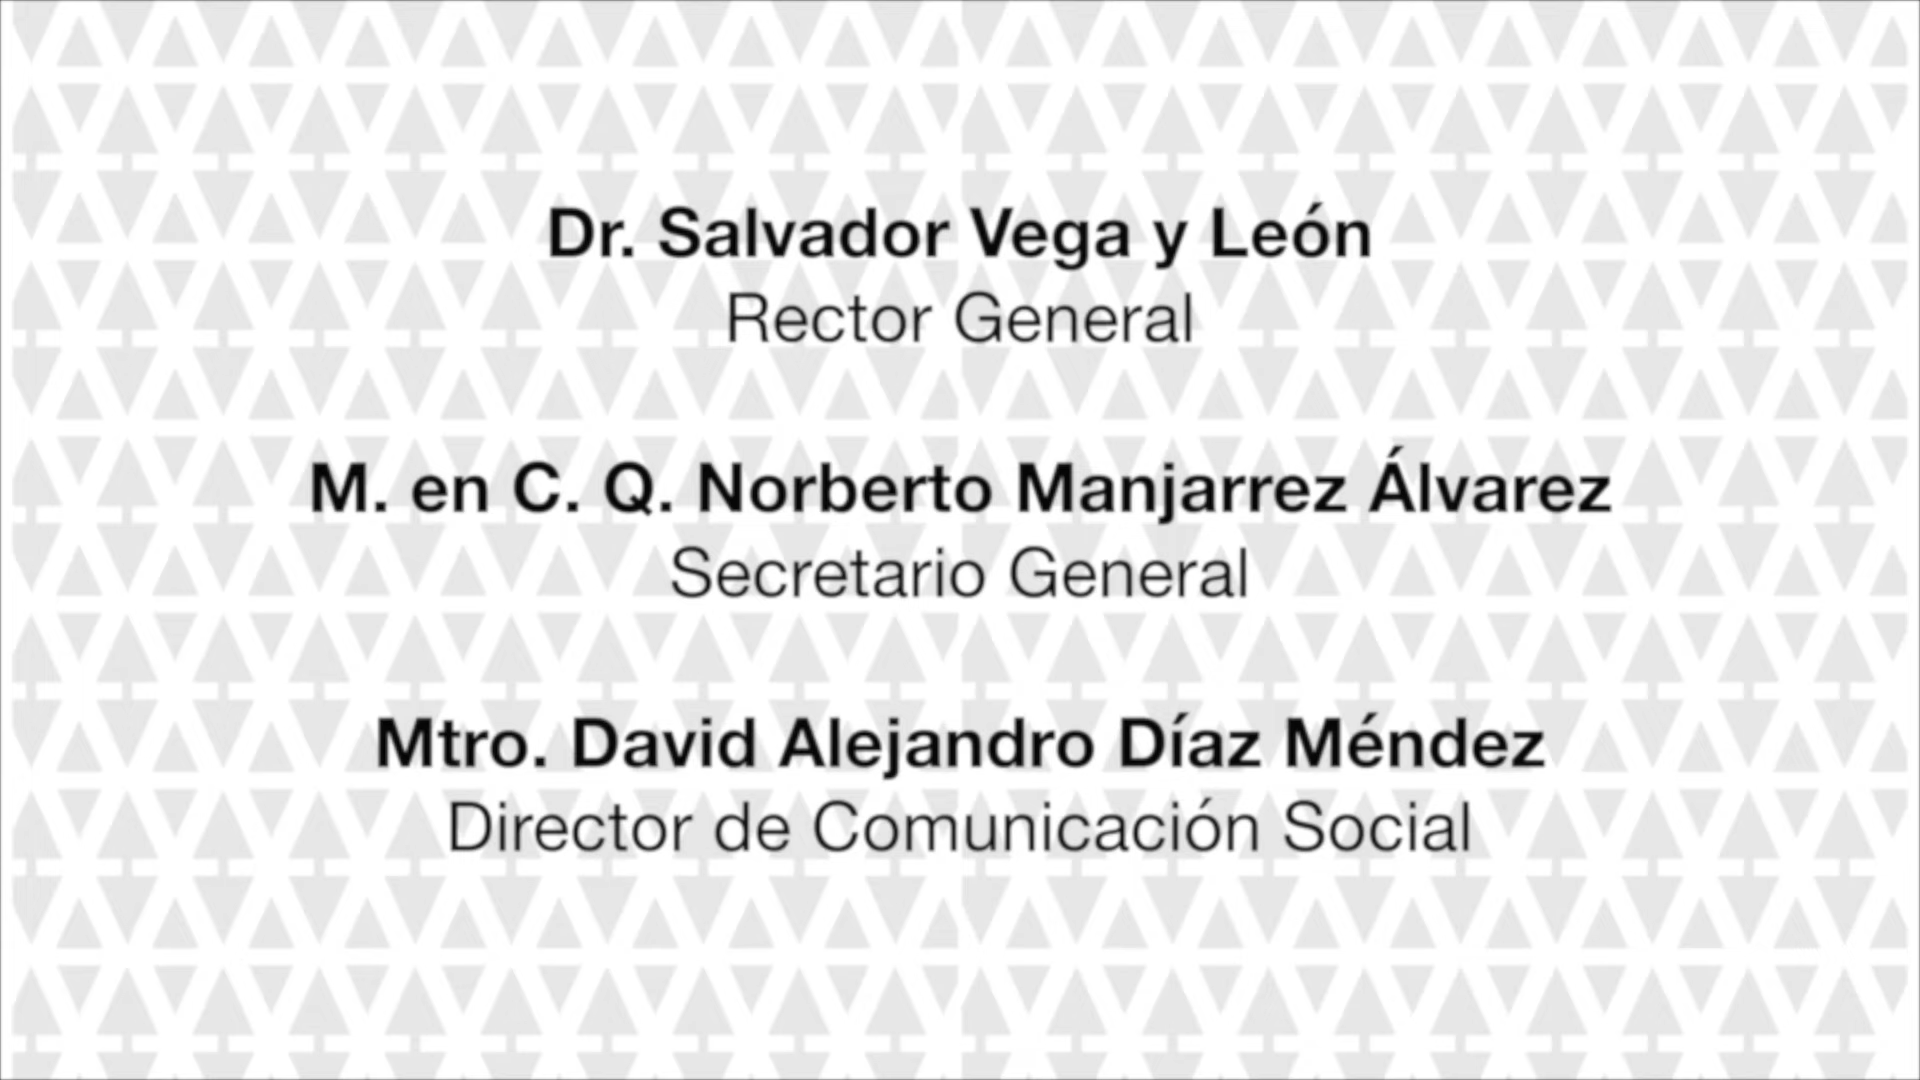 Dr. Salvador Vega y León
Rector General
M. en C. Q. Norberto Manjarrez Álvarez
Secretario General
Mtro. David Alejandro Díaz Méndez
Director de Comunicación Social